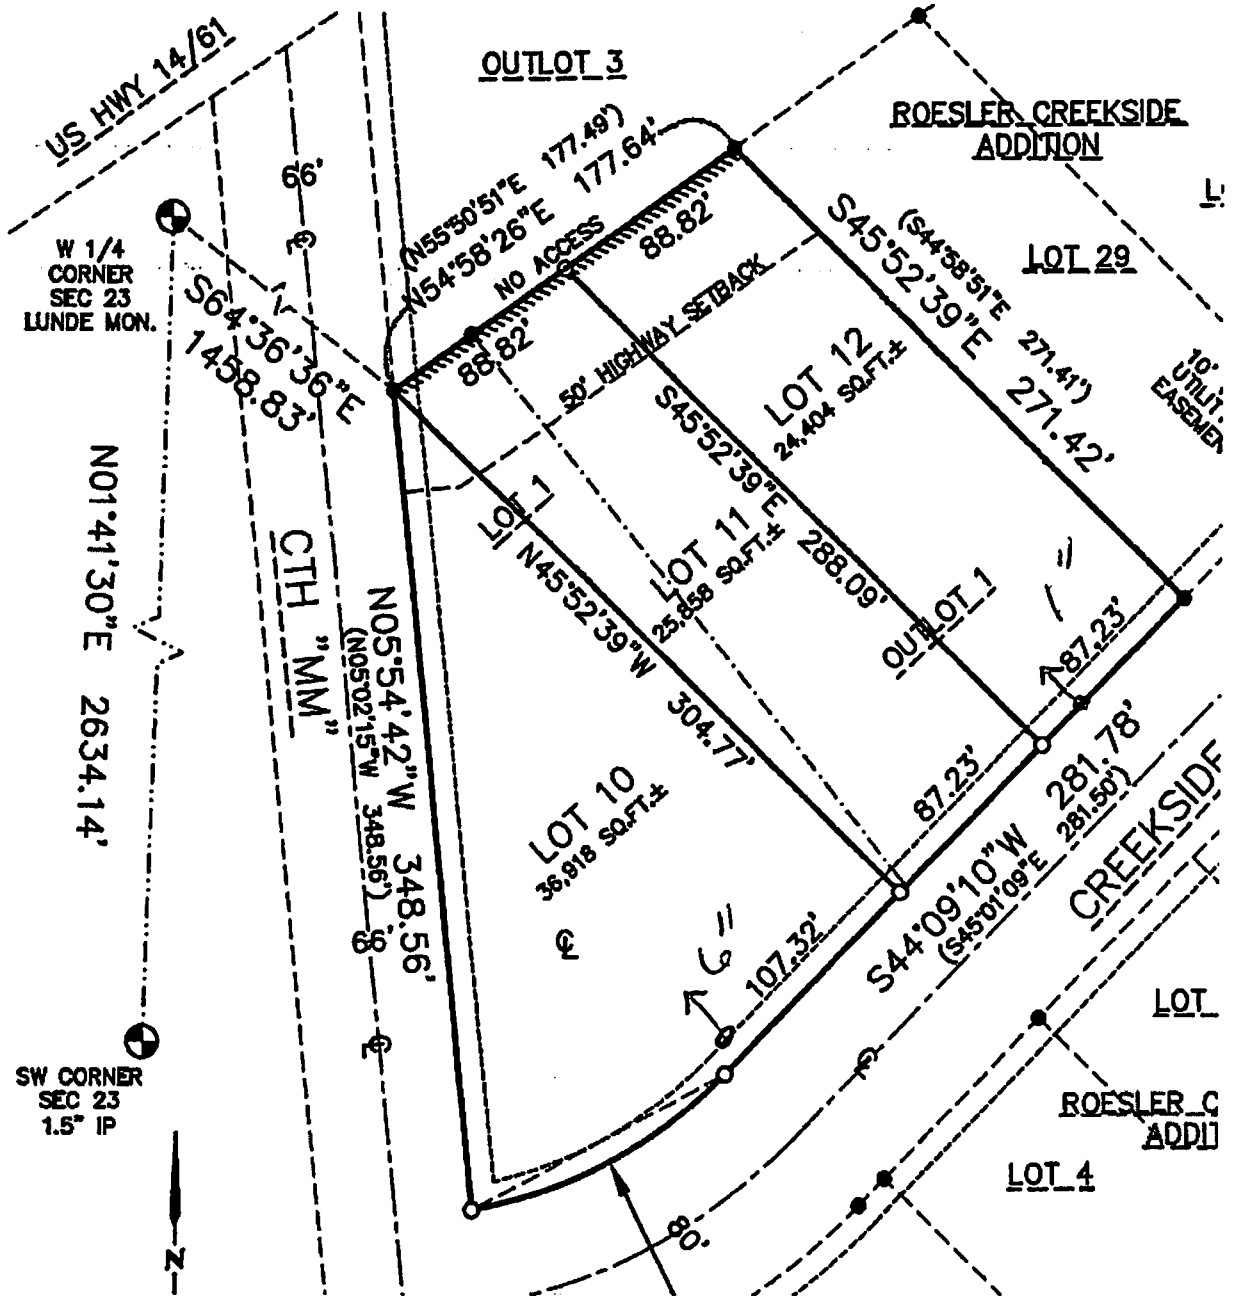 US HWY 14/61
OUTLOT 3
ROESLER CREEKSIDE
ADDITION
66'
(N55°50'51"E 177.49')
N54°58'26"E 177.64'
NO ACCESS
88.82'
88.82'
W 1/4
CORNER
SEC 23
LUNDE MON.
S64°36'36"E
1458.83'
50' HIGHWAY SETBACK
(S44°58'51"E 271.41')
S45°52'39"E 271.42'
LOT 29
10'
LOT 12
24,404 SQ.FT.±
S45°52'39"E 288.09'
LOT 1
LOT 11
25,858 SQ.FT.±
N45°52'39"W 304.77'
OUTLOT 1
1"
87.23'
87.23'
N01°41'30"E 2634.14'
CTH "MM"
N05°54'42"W 348.56'
(N05°02'15"W 348.56')
66'
LOT 10
36,918 SQ.FT.±
6"
107.32'
S44°09'10"W 281.78'
(S45°01'09"E 281.50')
CREEKSIDE
LOT
ROESLER C
ADDI
LOT 4
SW CORNER
SEC 23
1.5" IP
80'
N